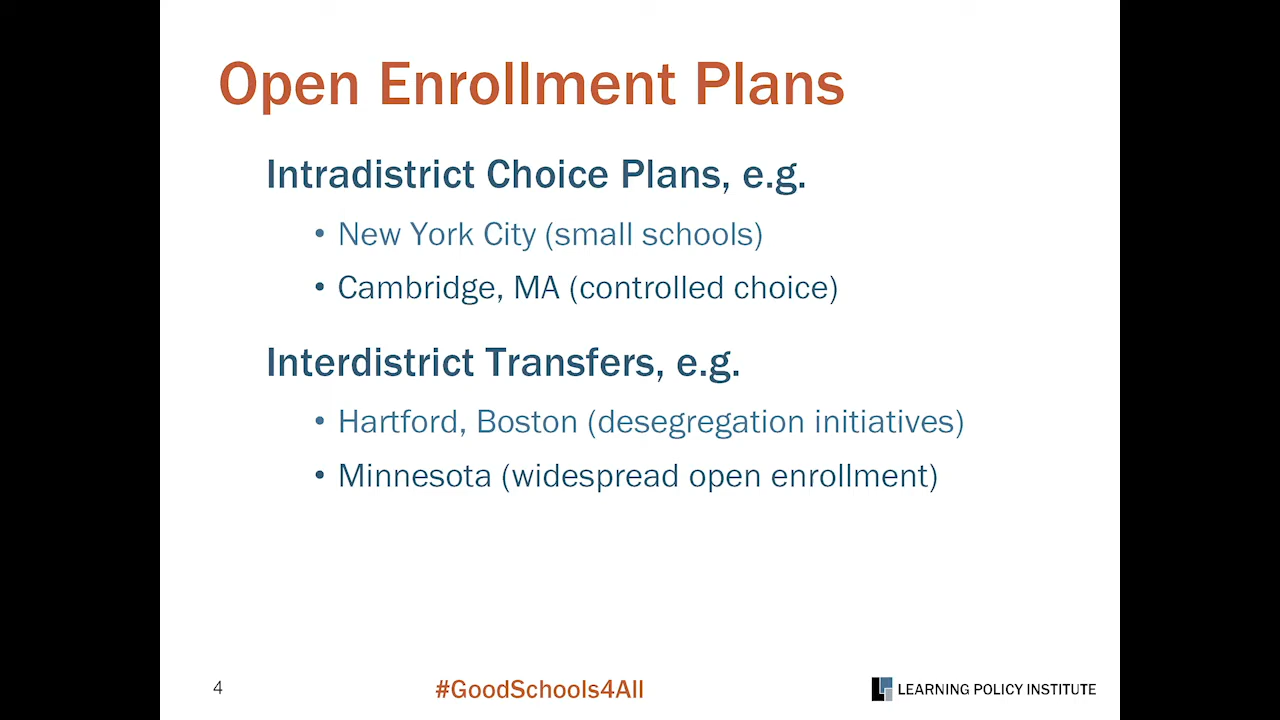 Open Enrollment Plans
Intradistrict Choice Plans, e.g.
• New York City (small schools)
• Cambridge, MA (controlled choice)
Interdistrict Transfers, e.g.
• Hartford, Boston (desegregation initiatives)
• Minnesota (widespread open enrollment)
4
#GoodSchools4All
LEARNING POLICY INSTITUTE